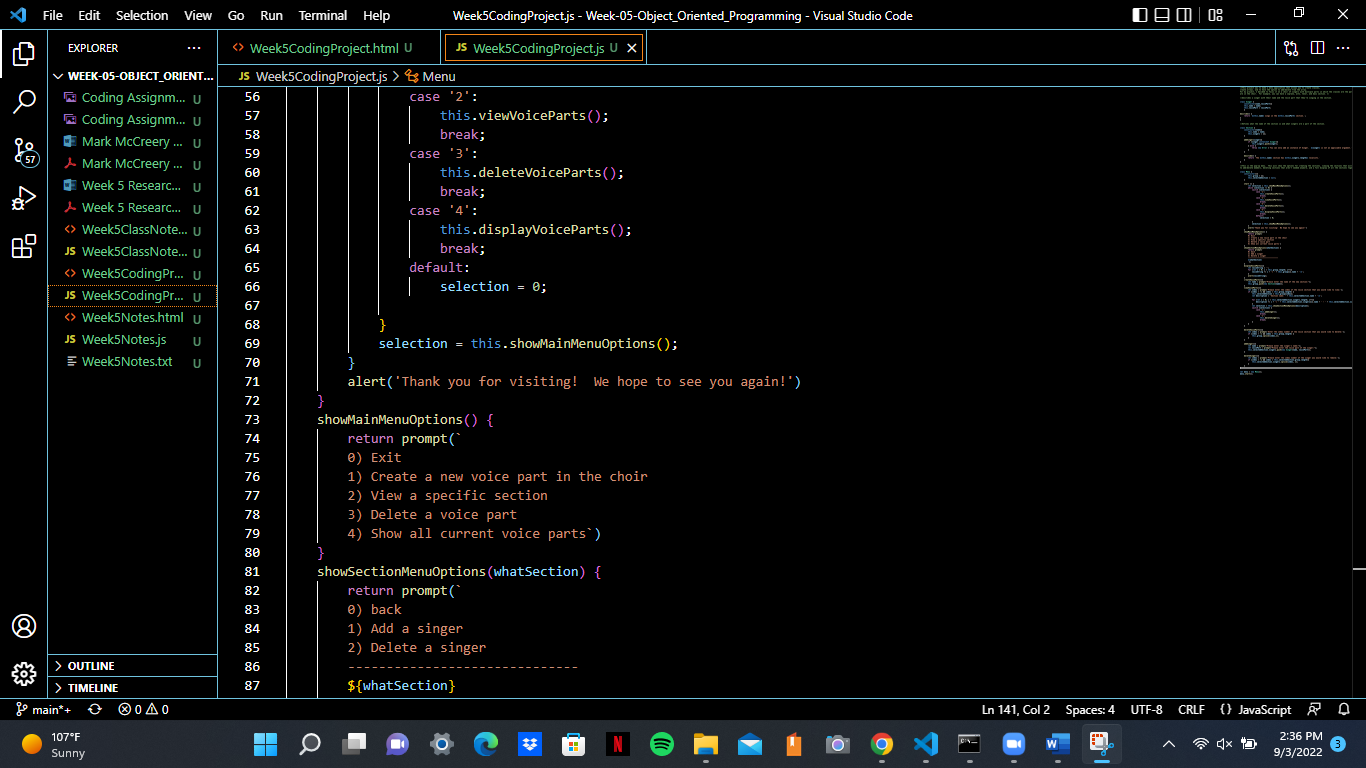 File Edit Selection View Go Run Terminal Help
Week5CodingProject.js - Week-05-Object_Oriented_Programming - Visual Studio Code
EXPLORER ···
WEEK-05-OBJECT_ORIENT...
Coding Assignm... U
Coding Assignm... U
Mark McCreery ... U
Mark McCreery ... U
Week 5 Researc... U
Week 5 Researc... U
Week5ClassNote... U
JS Week5ClassNote... U
Week5CodingPr... U
JS Week5CodingPr... U
Week5Notes.html U
JS Week5Notes.js U
Week5Notes.txt U
OUTLINE
TIMELINE
57
Week5CodingProject.html U
JS Week5CodingProject.js U
JS Week5CodingProject.js > Menu
56 case '2':
57 this.viewVoiceParts();
58 break;
59 case '3':
60 this.deleteVoiceParts();
61 break;
62 case '4':
63 this.displayVoiceParts();
64 break;
65 default:
66 selection = 0;
67
68 }
69 selection = this.showMainMenuOptions();
70 }
71 alert('Thank you for visiting!  We hope to see you again!')
72 }
73 showMainMenuOptions() {
74 return prompt(`
75 0) Exit
76 1) Create a new voice part in the choir
77 2) View a specific section
78 3) Delete a voice part
79 4) Show all current voice parts`)
80 }
81 showSectionMenuOptions(whatSection) {
82 return prompt(`
83 0) back
84 1) Add a singer
85 2) Delete a singer
86 ------------------------------
87 ${whatSection}
main*+ 0 0
Ln 141, Col 2 Spaces: 4 UTF-8 CRLF {} JavaScript
107°F
Sunny
2:36 PM
9/3/2022
3